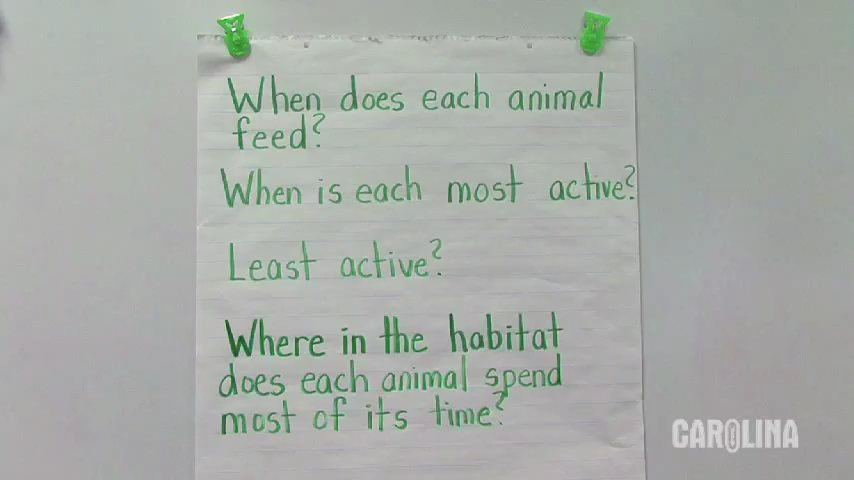 When does each animal
feed?
When is each most active?
Least active?
Where in the habitat
does each animal spend
most of its time?
CAROLINA